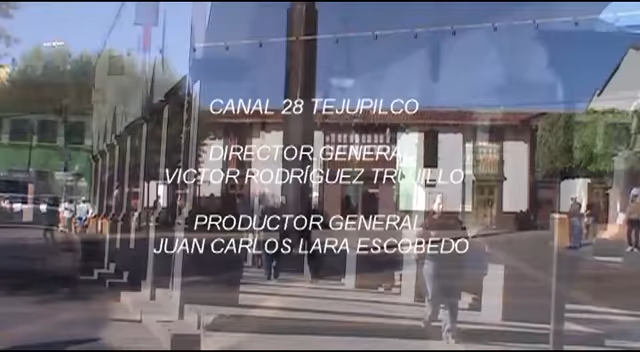 CANAL 28 TEJUPILCO
DIRECTOR GENERAL
VICTOR RODRÍGUEZ TRUJILLO
PRODUCTOR GENERAL
JUAN CARLOS LARA ESCOBEDO